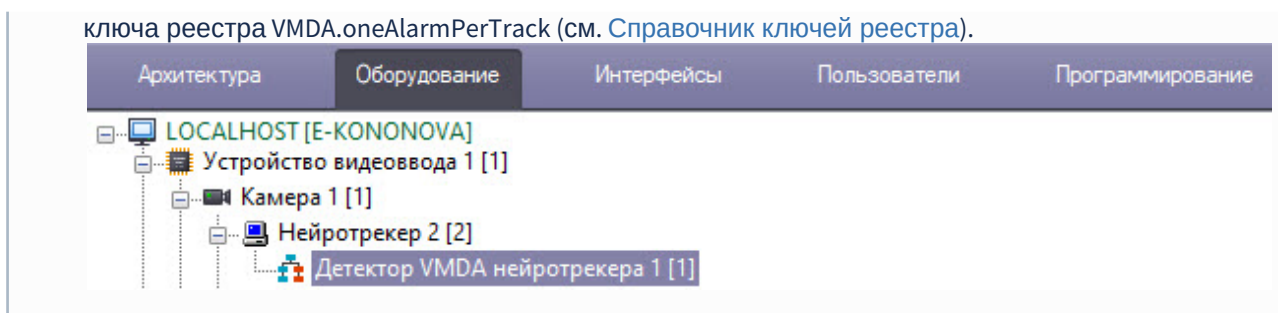 ключа реестра VMDA.oneAlarmPerTrack (см. Справочник ключей реестра).
Архитектура Оборудование Интерфейсы Пользователи Программирование
LOCALHOST [E-KONONOVA]
Устройство видеоввода 1 [1]
Камера 1 [1]
Нейротрекер 2 [2]
Детектор VMDA нейротрекера 1 [1]